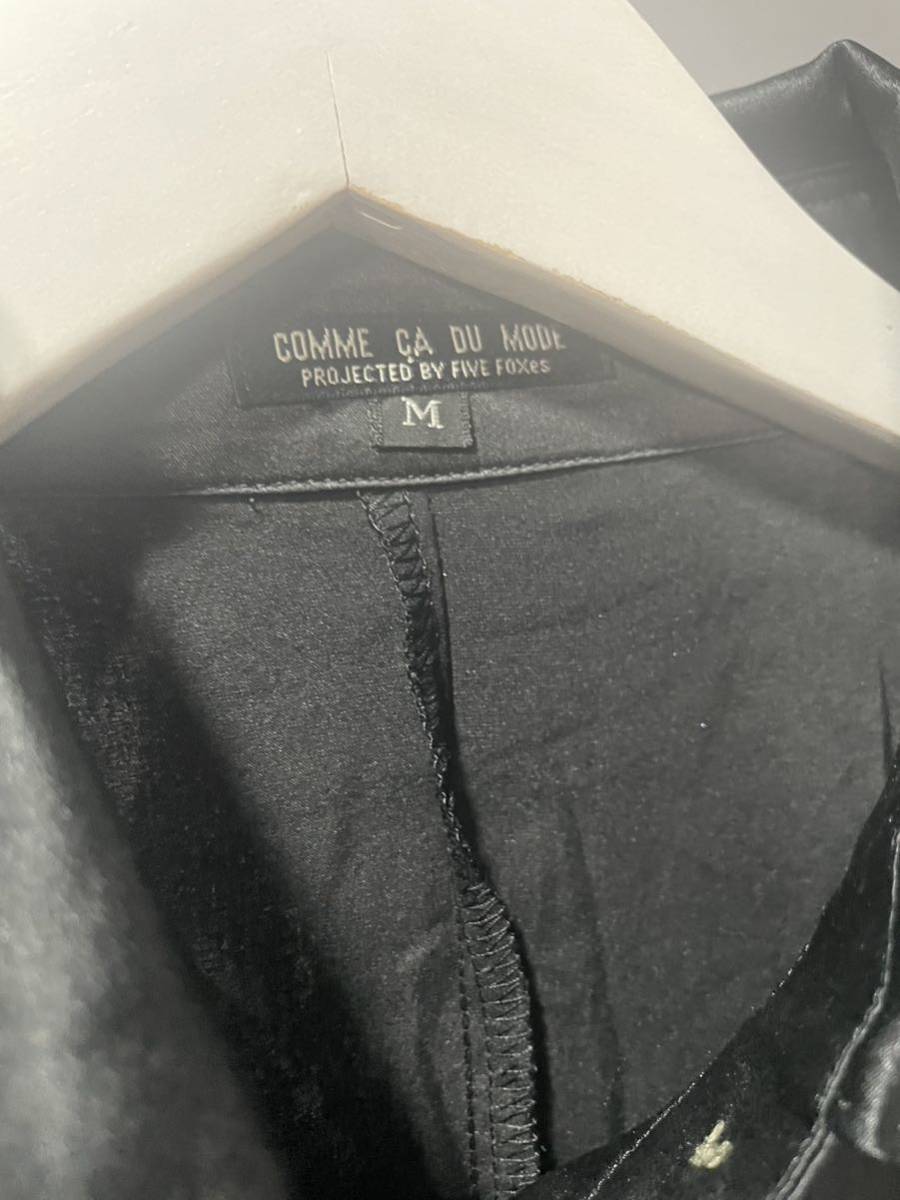 COMME ÇA DU MODE
PROJECTED BY FIVE FOXes
M